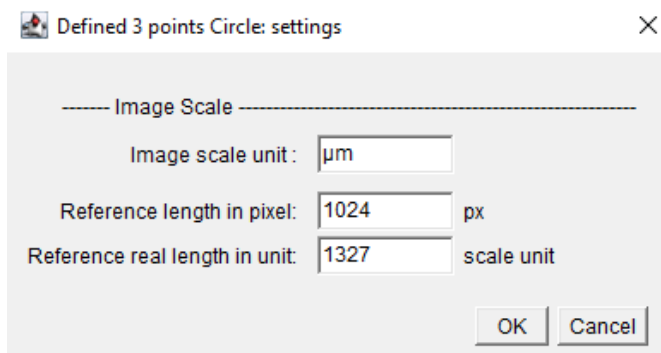 Defined 3 points Circle: settings
------- Image Scale ---------------------------------------------------------
Image scale unit : µm
Reference length in pixel: 1024 px
Reference real length in unit: 1327 scale unit
OK Cancel